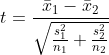 t = \frac{\bar{x}_1 - \bar{x}_2}{\sqrt{\frac{s_1^2}{n_1} + \frac{s_2^2}{n_2}}}